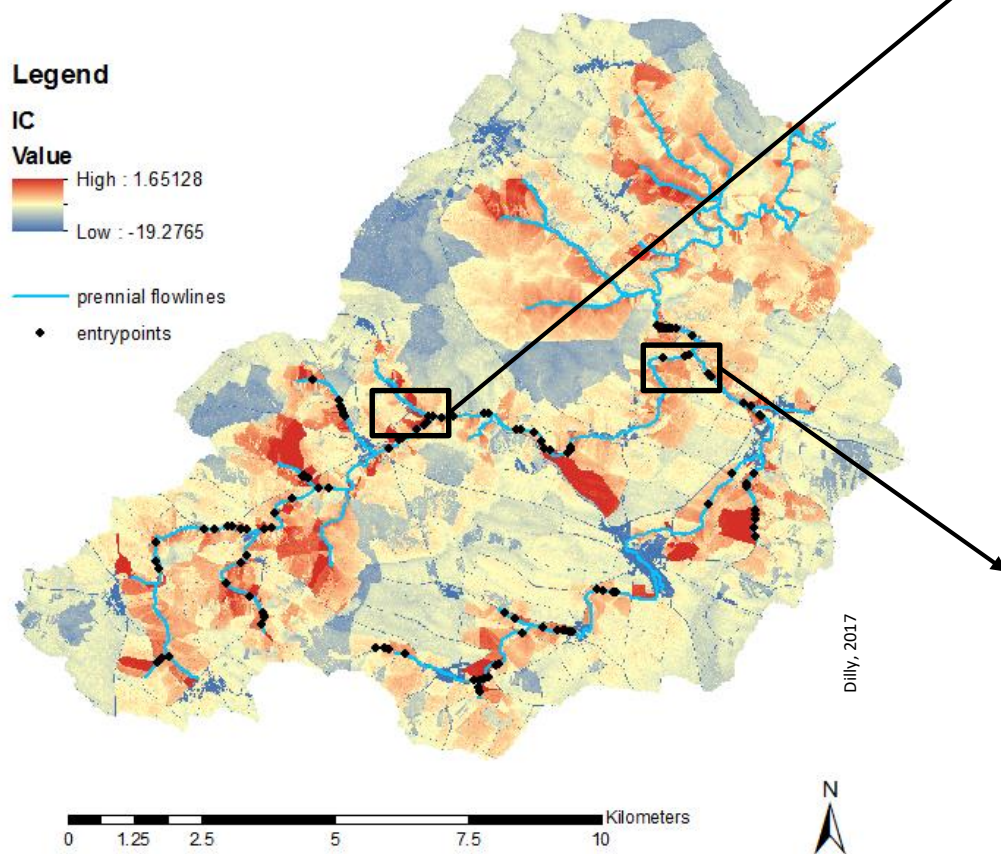 Legend
IC
Value
High : 1.65128
Low : -19.2765
prennial flowlines
entrypoints
Dilly, 2017
N
Kilometers
0 1.25 2.5 5 7.5 10